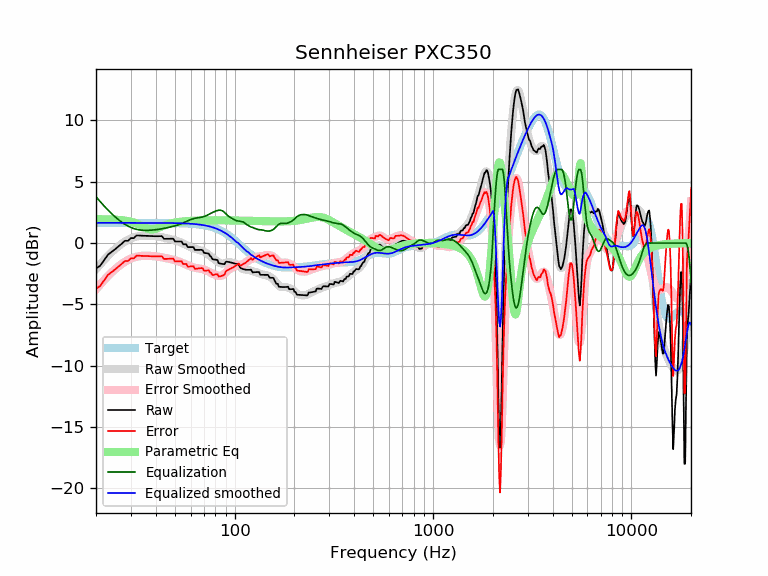 Sennheiser PXC350
Amplitude (dBr)
10
5
0
−5
−10
−15
−20
Target
Raw Smoothed
Error Smoothed
Raw
Error
Parametric Eq
Equalization
Equalized smoothed
100
1000
10000
Frequency (Hz)